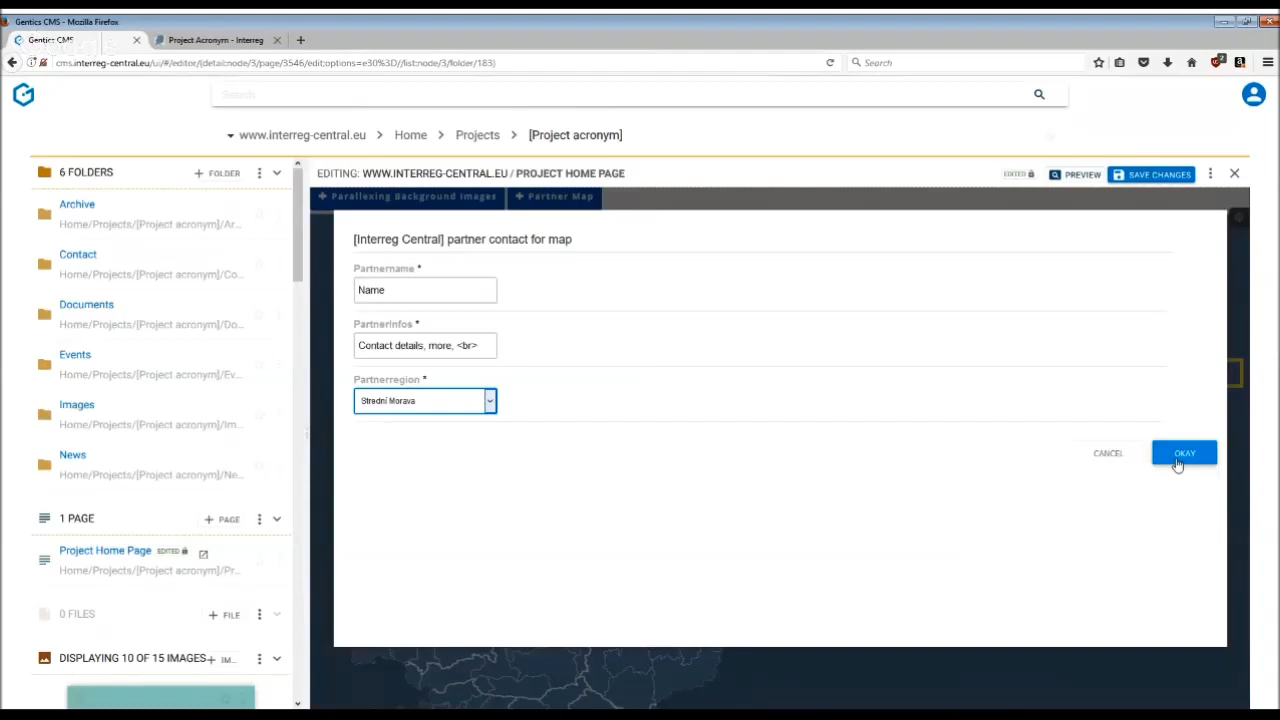 Gentics CMS - Mozilla Firefox
Gentics CMS
Project Acronym - Interreg
cms.interreg-central.eu/ui/#/editor/(detail:node/3/page/3546/edit;options=e30%3D//list:node/3/folder/183)
Search
Search
www.interreg-central.eu > Home > Projects > [Project acronym]
6 FOLDERS
+ FOLDER
EDITING: WWW.INTERREG-CENTRAL.EU / PROJECT HOME PAGE
EDITED
PREVIEW
SAVE CHANGES
+ Parallexing Background Images
+ Partner Map
Archive
Home/Projects/[Project acronym]/Ar...
Contact
Home/Projects/[Project acronym]/Co...
Documents
Home/Projects/[Project acronym]/Do...
Events
Home/Projects/[Project acronym]/Ev...
Images
Home/Projects/[Project acronym]/Im...
News
Home/Projects/[Project acronym]/Ne...
1 PAGE
+ PAGE
Project Home Page EDITED
Home/Projects/[Project acronym]/Pr...
0 FILES
+ FILE
DISPLAYING 10 OF 15 IMAGES
+ IM...
[Interreg Central] partner contact for map
Partnername *
Name
Partnerinfos *
Contact details, more, <br>
Partnerregion *
Strední Morava
CANCEL
OKAY